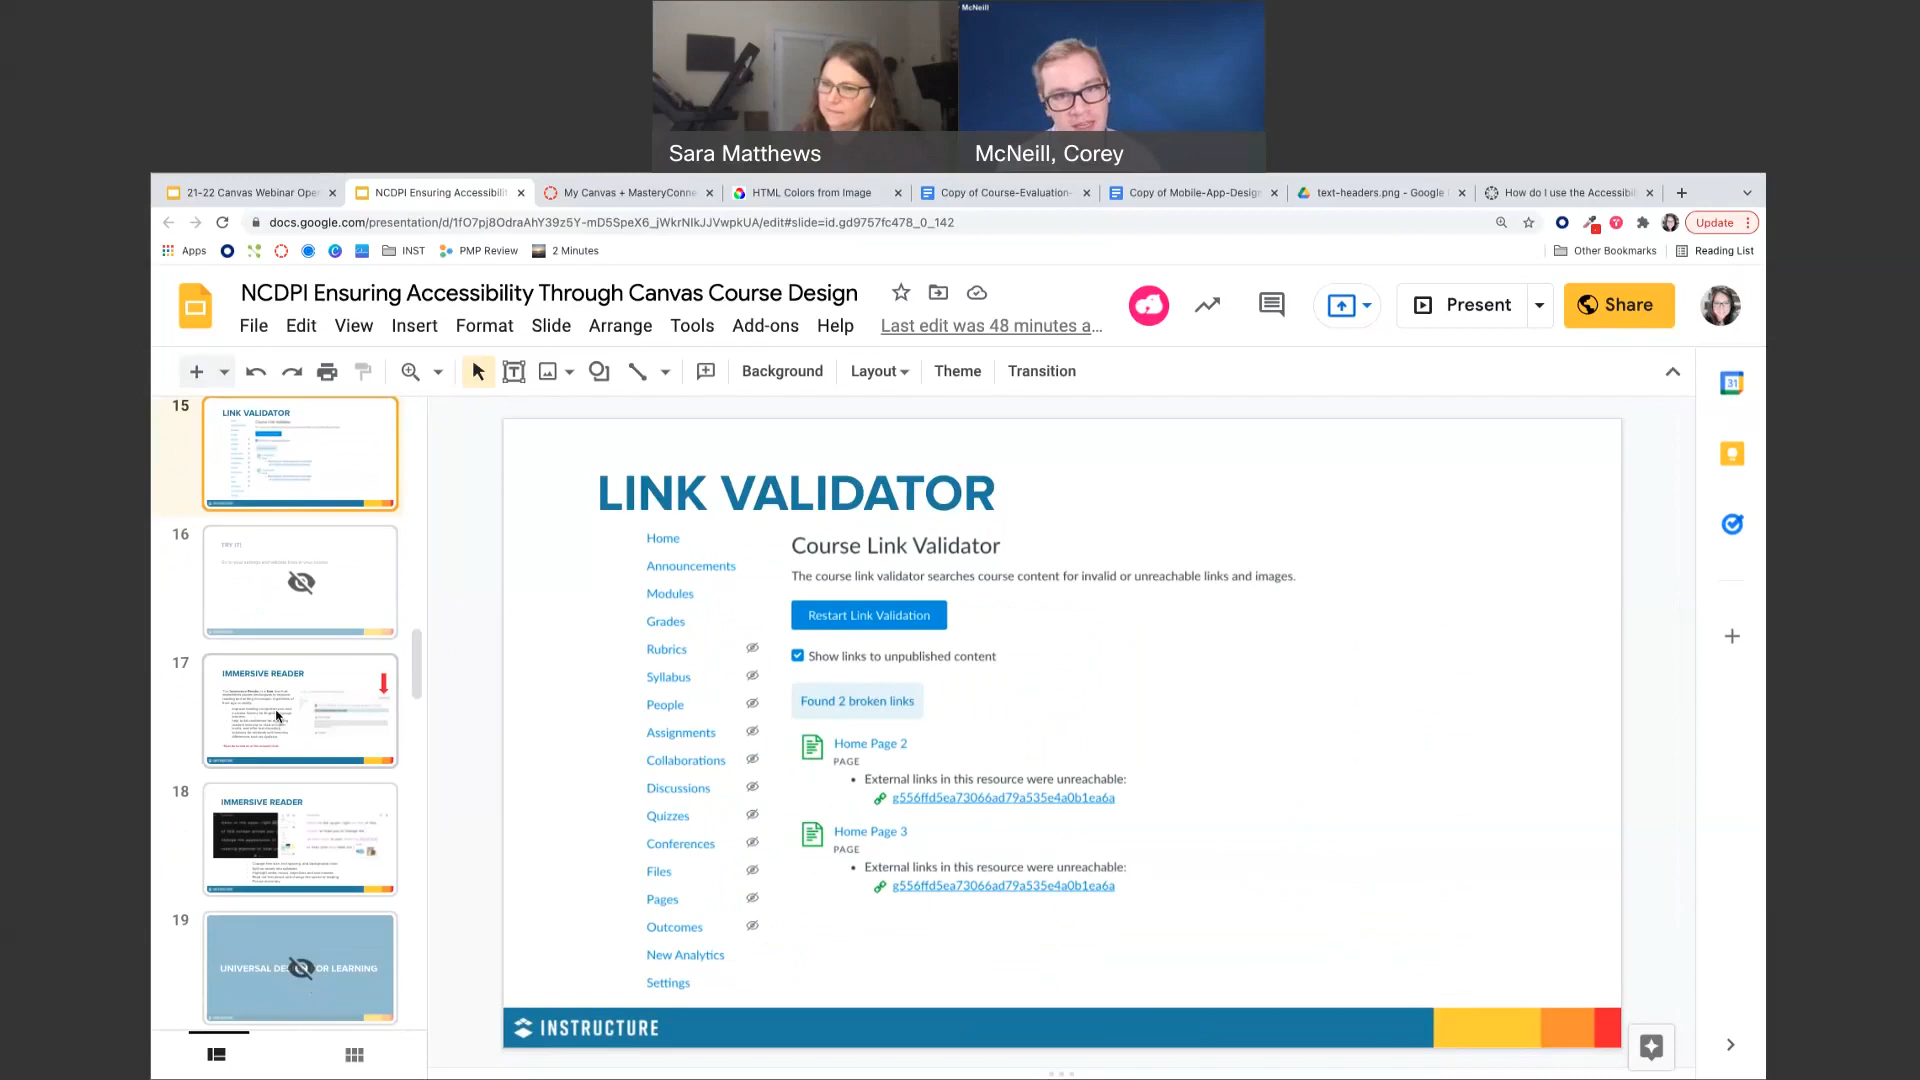 McNeill
Sara Matthews
McNeill, Corey
21-22 Canvas Webinar Oper
NCDPI Ensuring Accessibilit
My Canvas + MasteryConne
HTML Colors from Image
Copy of Course-Evaluation-
Copy of Mobile-App-Design
text-headers.png - Google
How do I use the Accessibi
docs.google.com/presentation/d/1fO7pj8OdraAhY39z5Y-mD5SpeX6_jWkrNIkJJVwpkUA/edit#slide=id.gd9757fc478_0_142
Update
Apps
INST
PMP Review
2 Minutes
Other Bookmarks
Reading List
NCDPI Ensuring Accessibility Through Canvas Course Design
File Edit View Insert Format Slide Arrange Tools Add-ons Help Last edit was 48 minutes a...
Present
Share
Background Layout Theme Transition
31
15
LINK VALIDATOR
16
17
IMMERSIVE READER
18
IMMERSIVE READER
19
UNIVERSAL DE OR LEARNING
LINK VALIDATOR
Home
Announcements
Modules
Grades
Rubrics
Syllabus
People
Assignments
Collaborations
Discussions
Quizzes
Conferences
Files
Pages
Outcomes
New Analytics
Settings
Course Link Validator
The course link validator searches course content for invalid or unreachable links and images.
Restart Link Validation
Show links to unpublished content
Found 2 broken links
Home Page 2
PAGE
• External links in this resource were unreachable:
g556ffd5ea73066ad79a535e4a0b1ea6a
Home Page 3
PAGE
• External links in this resource were unreachable:
g556ffd5ea73066ad79a535e4a0b1ea6a
INSTRUCTURE